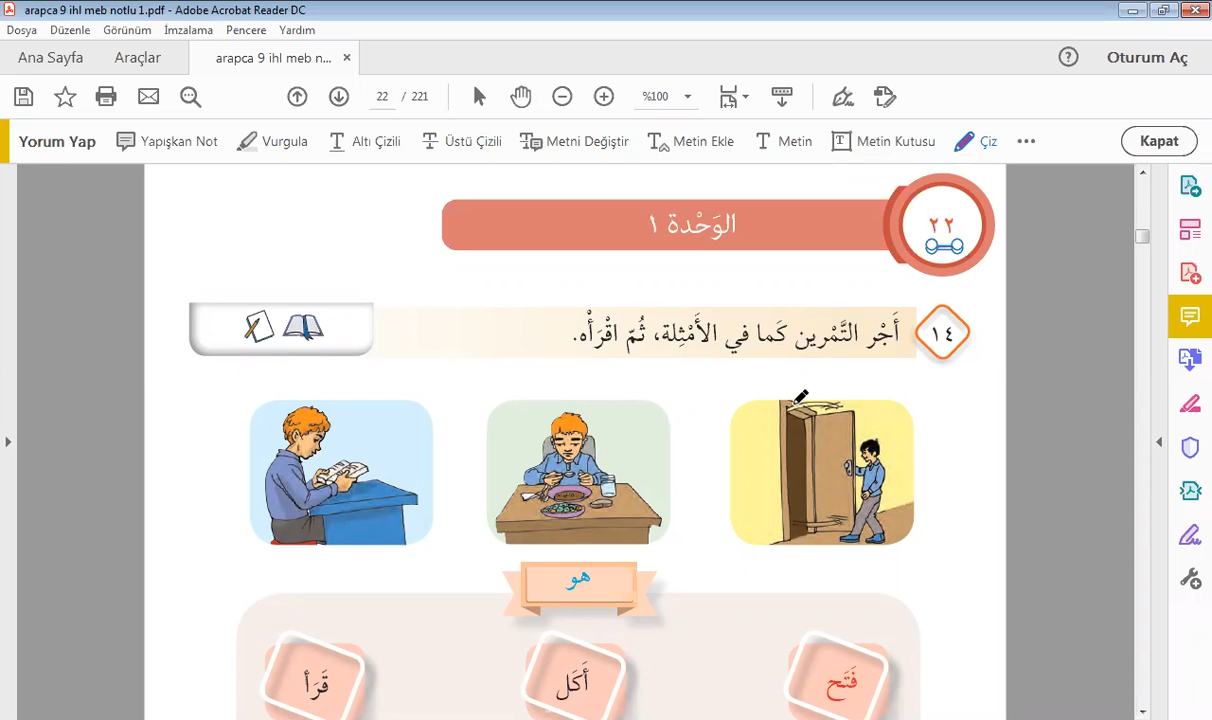 arapca 9 ihl meb notlu 1.pdf - Adobe Acrobat Reader DC
Dosya Düzenle Görünüm İmzalama Pencere Yardım
Ana Sayfa Araçlar arapca 9 ihl meb n... × Oturum Aç
22 / 221 %100
Yorum Yap Yapışkan Not Vurgula Altı Çizili Üstü Çizili Metni Değiştir Metin Ekle Metin Metin Kutusu Çiz Kapat
٢٢
الوَحْدة ١
١٤ أَجْر التَّمْرين كَما في الأَمْثِلة، ثُمّ اقْرَأْه.
هو
فَتَح أَكَل قَرَأ